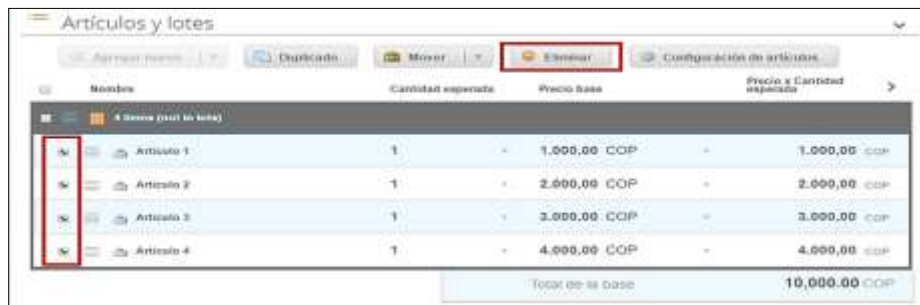 Artículos y lotes
Agregar nuevo Duplicado Mover Eliminar Configuración de artículos
Nombre Cantidad esperada Precio base Precio x Cantidad esperada
4 items (not in lots)
Artículo 1 1 - 1.000,00 COP - 1.000,00 COP
Artículo 2 1 - 2.000,00 COP - 2.000,00 COP
Artículo 3 1 - 3.000,00 COP - 3.000,00 COP
Artículo 4 1 - 4.000,00 COP - 4.000,00 COP
Total de la base 10,000.00 COP